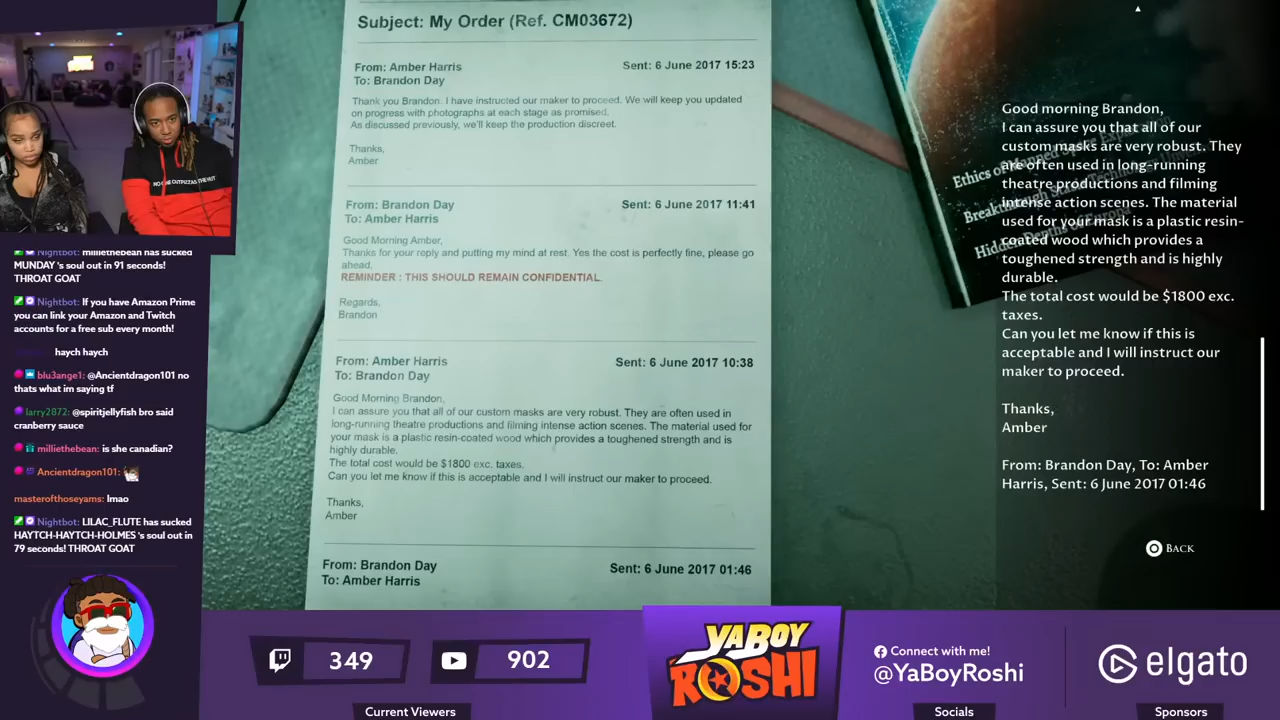 Nightbot: milliethebean has sucked
MUNDAY 's soul out in 91 seconds!
THROAT GOAT
Nightbot: If you have Amazon Prime
you can link your Amazon and Twitch
accounts for a free sub every month!
haych haych
blu3ange1: @Ancientdragon101 no
thats what im saying tf
larry2872: @spiritjellyfish bro said
cranberry sauce
milliethebean: is she canadian?
Ancientdragon101:
masterofthoseyams: lmao
Nightbot: LILAC_FLUTE has sucked
HAYTCH-HAYTCH-HOLMES 's soul out in
79 seconds! THROAT GOAT
Subject: My Order (Ref. CM03672)
From: Amber Harris Sent: 6 June 2017 15:23
To: Brandon Day
Thank you Brandon. I have instructed our maker to proceed. We will keep you updated
on progress with photographs at each stage as promised.
As discussed previously, we'll keep the production discreet.
Thanks,
Amber
From: Brandon Day Sent: 6 June 2017 11:41
To: Amber Harris
Good Morning Amber,
Thanks for your reply and putting my mind at rest. Yes the cost is perfectly fine, please go
ahead.
REMINDER : THIS SHOULD REMAIN CONFIDENTIAL.
Regards,
Brandon
From: Amber Harris Sent: 6 June 2017 10:38
To: Brandon Day
Good Morning Brandon,
I can assure you that all of our custom masks are very robust. They are often used in
long-running theatre productions and filming intense action scenes. The material used for
your mask is a plastic resin-coated wood which provides a toughened strength and is
highly durable.
The total cost would be $1800 exc. taxes.
Can you let me know if this is acceptable and I will instruct our maker to proceed.
Thanks,
Amber
From: Brandon Day Sent: 6 June 2017 01:46
To: Amber Harris
Ethics of Manned Space
Hidden Depths of Europa
Good morning Brandon,
I can assure you that all of our
custom masks are very robust. They
are often used in long-running
theatre productions and filming
intense action scenes. The material
used for your mask is a plastic resin-
coated wood which provides a
toughened strength and is highly
durable.
The total cost would be $1800 exc.
taxes.
Can you let me know if this is
acceptable and I will instruct our
maker to proceed.
Thanks,
Amber
From: Brandon Day, To: Amber
Harris, Sent: 6 June 2017 01:46
BACK
349
902
Current Viewers
YABOY
ROSHI
Connect with me!
@YaBoyRoshi
Socials
elgato
Sponsors